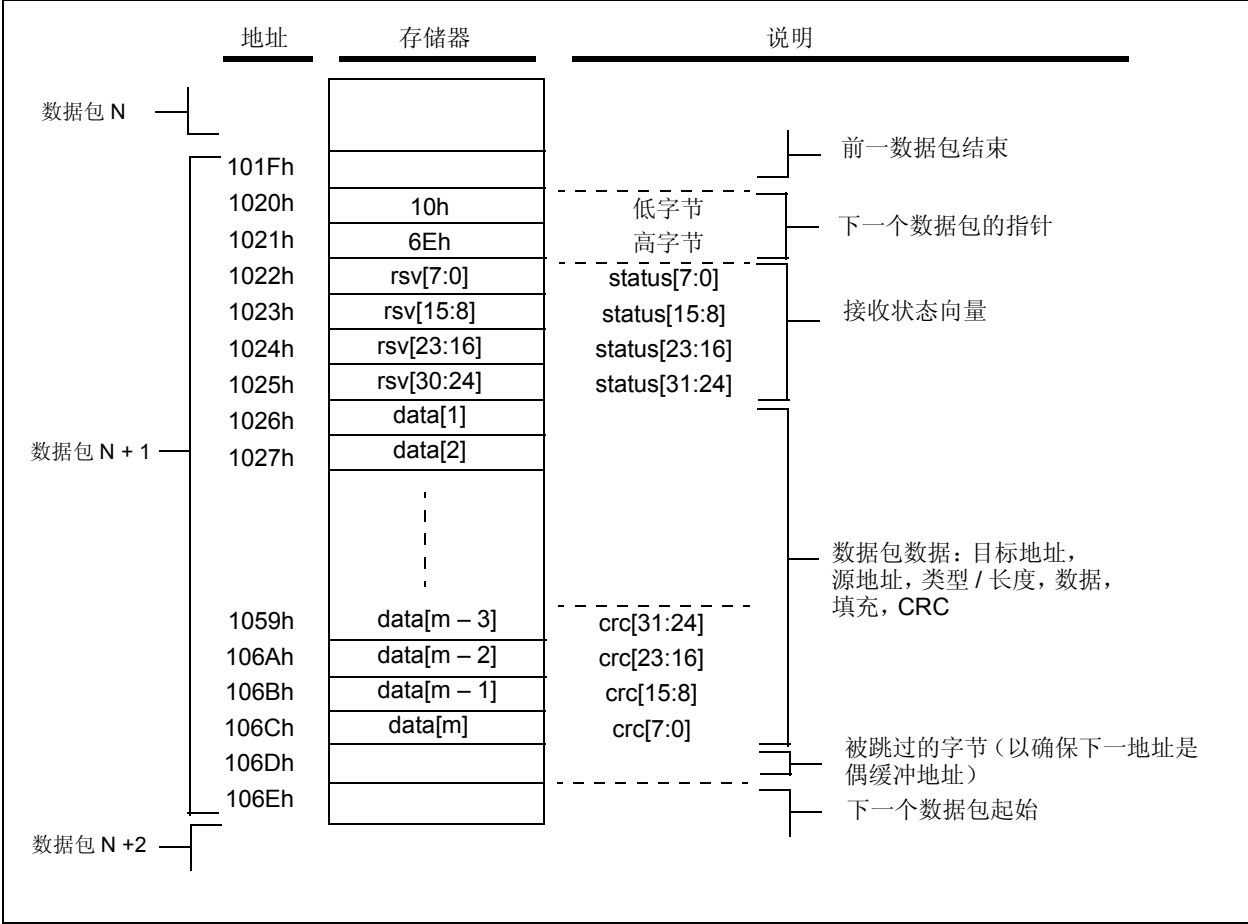 地址 存储器 说明
数据包 N
前一数据包结束
101Fh
1020h 10h 低字节
下一个数据包的指针
1021h 6Eh 高字节
1022h rsv[7:0] status[7:0]
1023h rsv[15:8] status[15:8] 接收状态向量
1024h rsv[23:16] status[23:16]
1025h rsv[30:24] status[31:24]
1026h data[1]
数据包 N + 1 1027h data[2]
数据包数据：目标地址，
源地址，类型 / 长度，数据，
填充，CRC
1059h data[m – 3] crc[31:24]
106Ah data[m – 2] crc[23:16]
106Bh data[m – 1] crc[15:8]
106Ch data[m] crc[7:0]
106Dh 被跳过的字节（以确保下一地址是
偶缓冲地址）
106Eh 下一个数据包起始
数据包 N +2